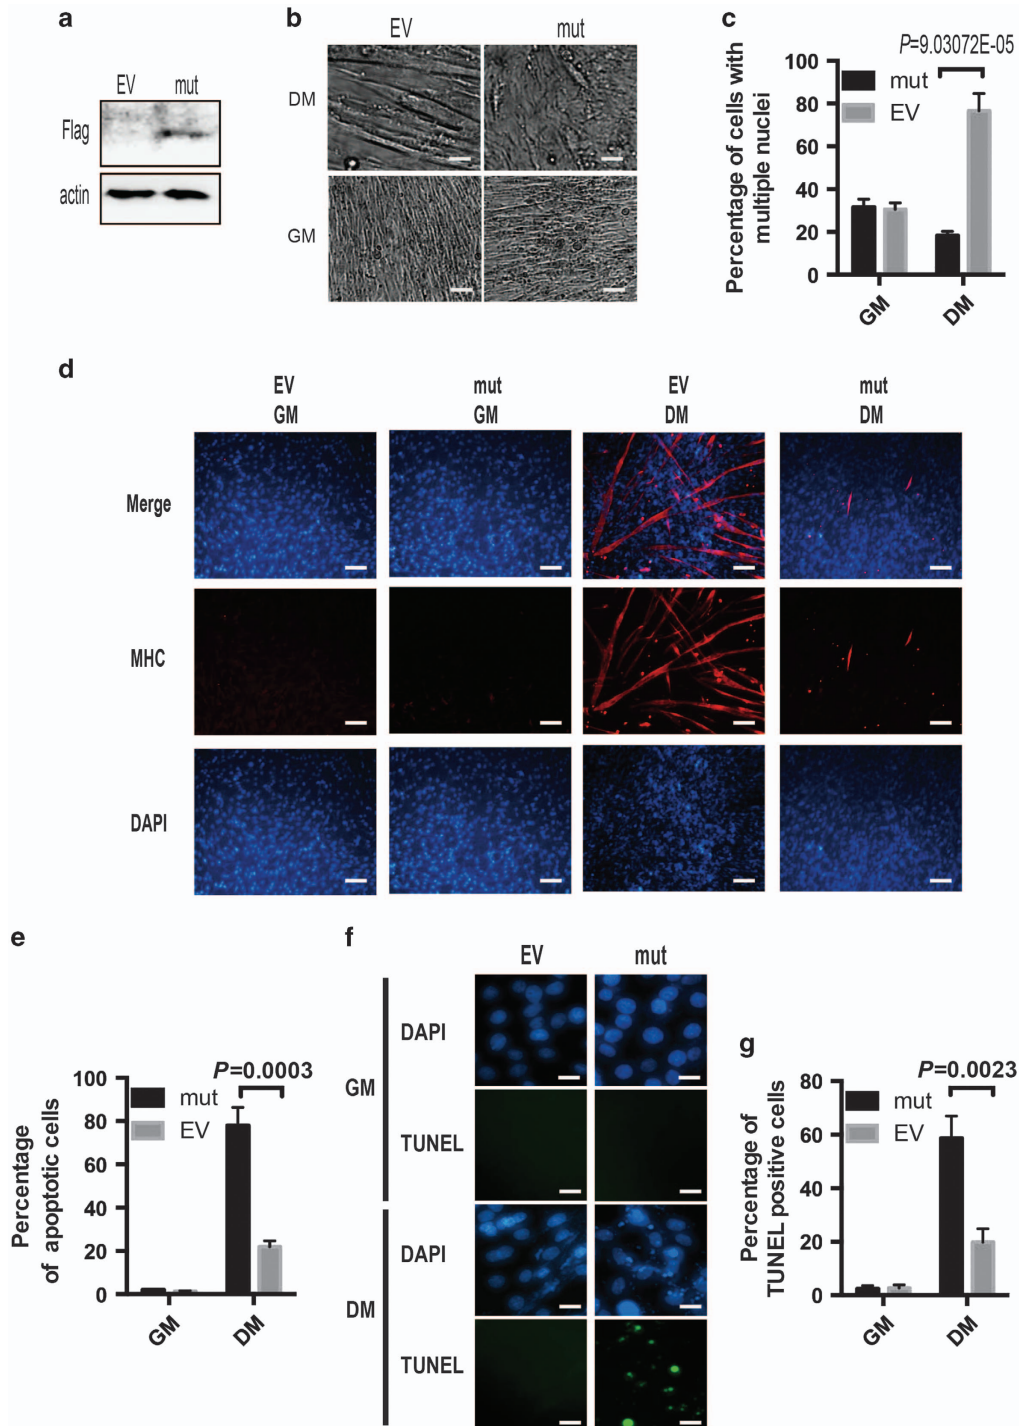 a
EV mut
Flag
actin
b
EV mut
DM
GM
c
P=9.03072E-05
Percentage of cells with
multiple nuclei
100
80
60
40
20
0
mut
EV
GM DM
d
EV mut EV mut
GM GM DM DM
Merge
MHC
DAPI
e
P=0.0003
Percentage
of apoptotic cells
100
80
60
40
20
0
mut
EV
GM DM
f
EV mut
GM
DAPI
TUNEL
DM
DAPI
TUNEL
g
P=0.0023
Percentage of
TUNEL positive cells
80
60
40
20
0
mut
EV
GM DM